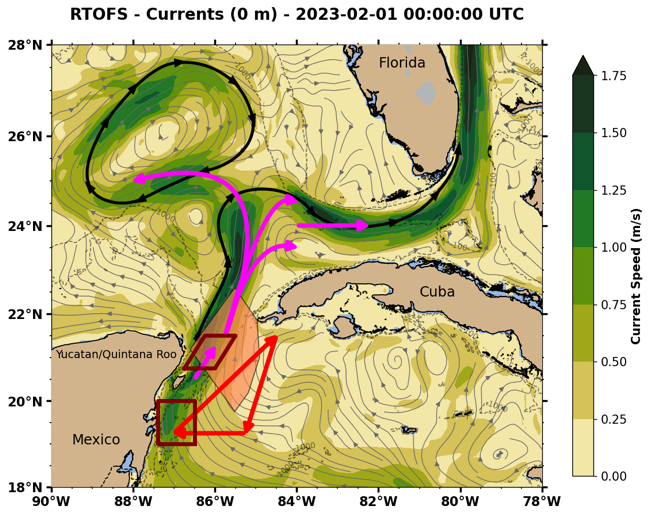 RTOFS - Currents (0 m) - 2023-02-01 00:00:00 UTC
28°N
26°N
24°N
22°N
20°N
18°N
90°W
88°W
86°W
84°W
82°W
80°W
78°W
Florida
Cuba
Yucatan/Quintana Roo
Mexico
1.75
1.50
1.25
1.00
0.75
0.50
0.25
0.00
Current Speed (m/s)